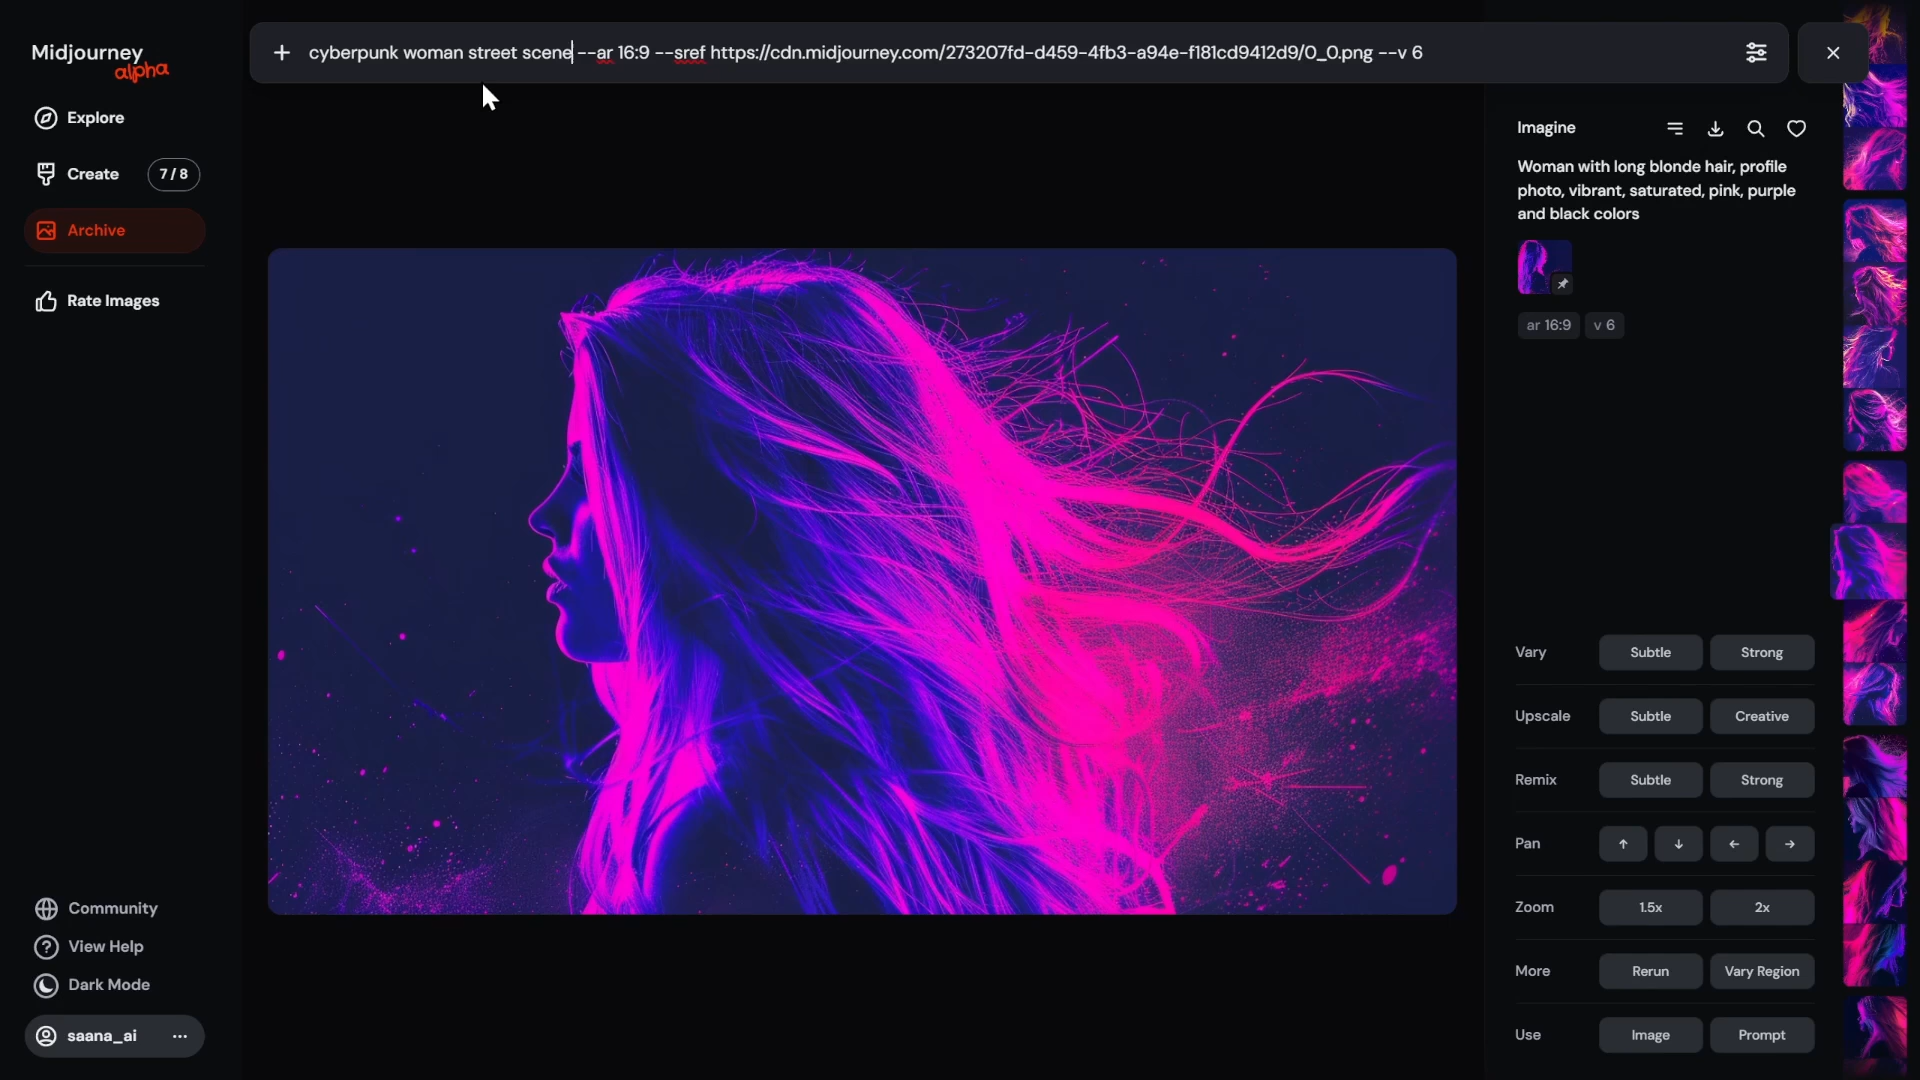 Midjourney
alpha
cyberpunk woman street scene --ar 16:9 --sref https://cdn.midjourney.com/273207fd-d459-4fb3-a94e-f181cd9412d9/0_0.png --v 6
Explore
Create 7 / 8
Archive
Rate Images
Imagine
Woman with long blonde hair, profile
photo, vibrant, saturated, pink, purple
and black colors
ar 16:9 v 6
Vary Subtle Strong
Upscale Subtle Creative
Remix Subtle Strong
Pan
Zoom 1.5x 2x
More Rerun Vary Region
Use Image Prompt
Community
View Help
Dark Mode
saana_ai